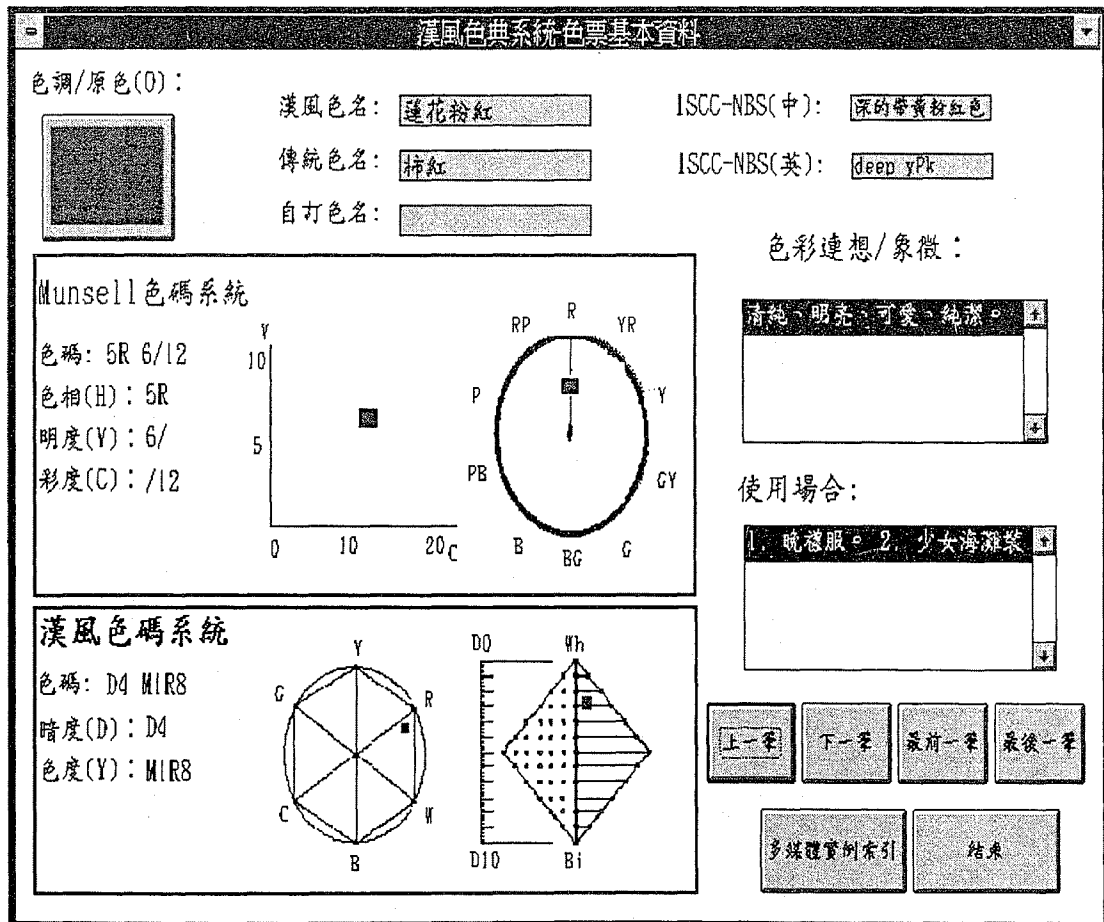 漢風色典系統-色票基本資料
色調/原色(O):
漢風色名: 蓮花粉紅
傳統色名: 柿紅
自訂色名:
ISCC-NBS(中): 深的帶黃粉紅色
ISCC-NBS(英): deep yPk
色彩連想/象徵:
清純、明亮、可愛、純潔。
使用場合:
1. 晚禮服。 2. 少女海灘裝
Munsell色碼系統
色碼: 5R 6/12
色相(H): 5R
明度(V): 6/
彩度(C): /12
V
10
5
0 10 20 C
R
YR
Y
GY
G
BG
B
PB
P
RP
漢風色碼系統
色碼: D4 M1R8
暗度(D): D4
色度(Y): M1R8
Y
R
M
B
C
G
D0
D10
Wh
Bl
上一筆
下一筆
最前一筆
最後一筆
多媒體實例索引
結束